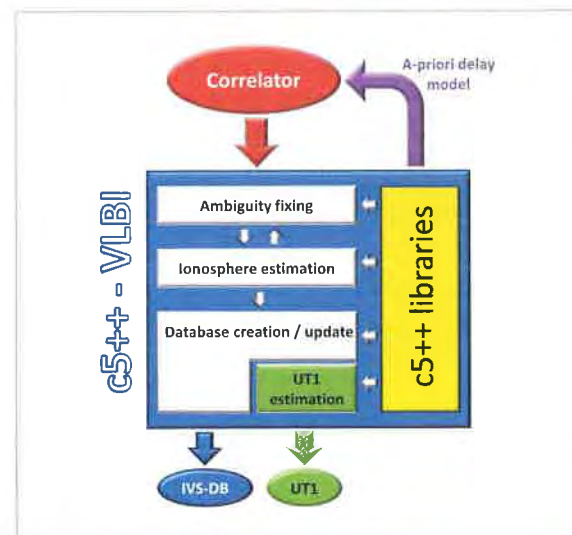 Correlator
A-priori delay
model
c5++ - VLBI
Ambiguity fixing
Ionosphere estimation
Database creation / update
UT1
estimation
c5++ libraries
IVS-DB
UT1